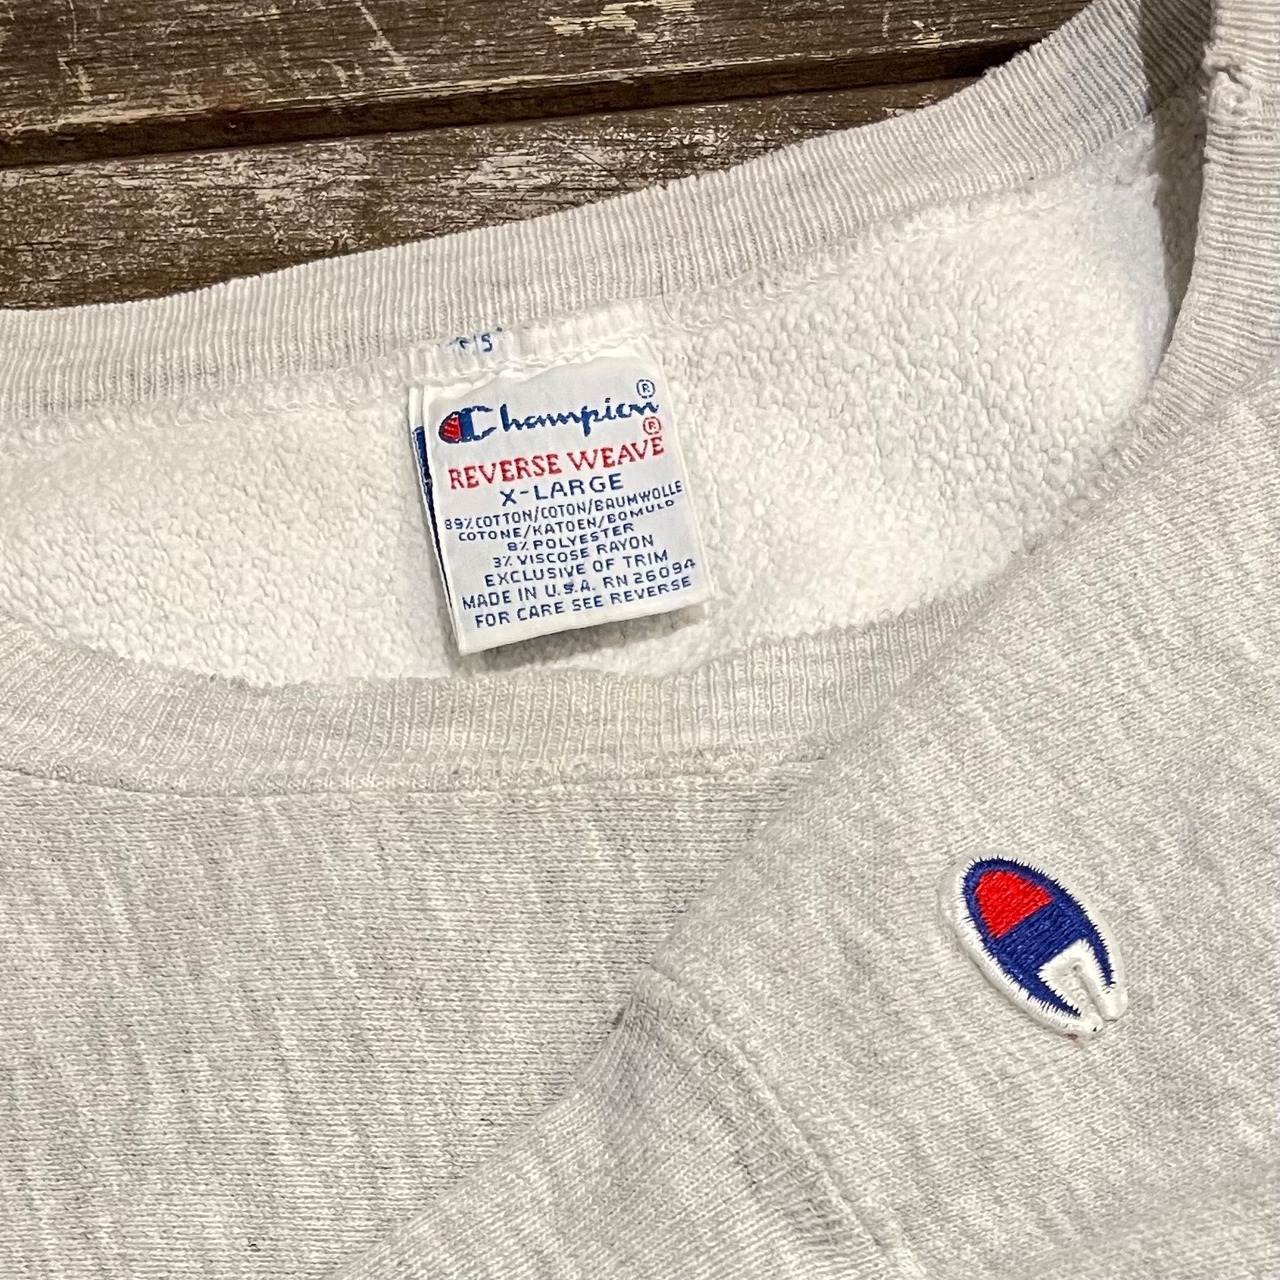 Champion®
REVERSE WEAVE®
X-LARGE
89% COTTON/COTON/BAUMWOLLE
COTONE/KATOEN/BOMULD
8% POLYESTER
3% VISCOSE RAYON
EXCLUSIVE OF TRIM
MADE IN U.S.A. RN 26094
FOR CARE SEE REVERSE